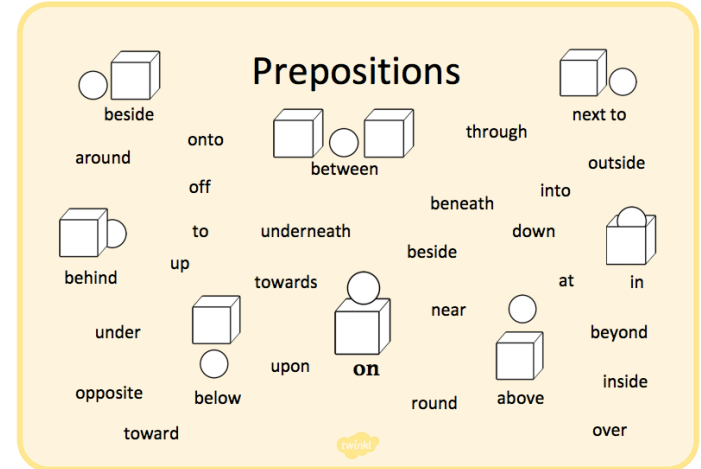 Prepositions
beside
next to
onto
through
around
between
outside
off
into
beneath
to
underneath
down
beside
up
behind
towards
at
in
near
under
beyond
upon
on
inside
opposite
below
above
round
toward
over
twinkl